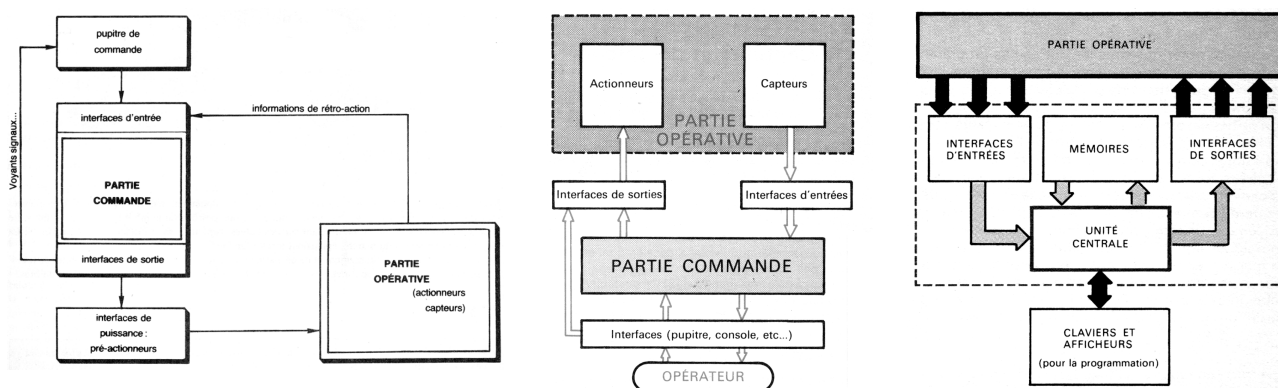 pupitre de
commande
Voyants signaux...
interfaces d'entrée
informations de rétro-action
PARTIE
COMMANDE
interfaces de sortie
PARTIE
OPÉRATIVE
(actionneurs
capteurs)
interfaces de
puissance :
pré-actionneurs
Actionneurs
Capteurs
PARTIE
OPÉRATIVE
Interfaces de sorties
Interfaces d'entrées
PARTIE COMMANDE
Interfaces (pupitre, console, etc...)
OPÉRATEUR
PARTIE OPÉRATIVE
INTERFACES
D'ENTRÉES
MÉMOIRES
INTERFACES
DE SORTIES
UNITÉ
CENTRALE
CLAVIERS ET
AFFICHEURS
(pour la programmation)